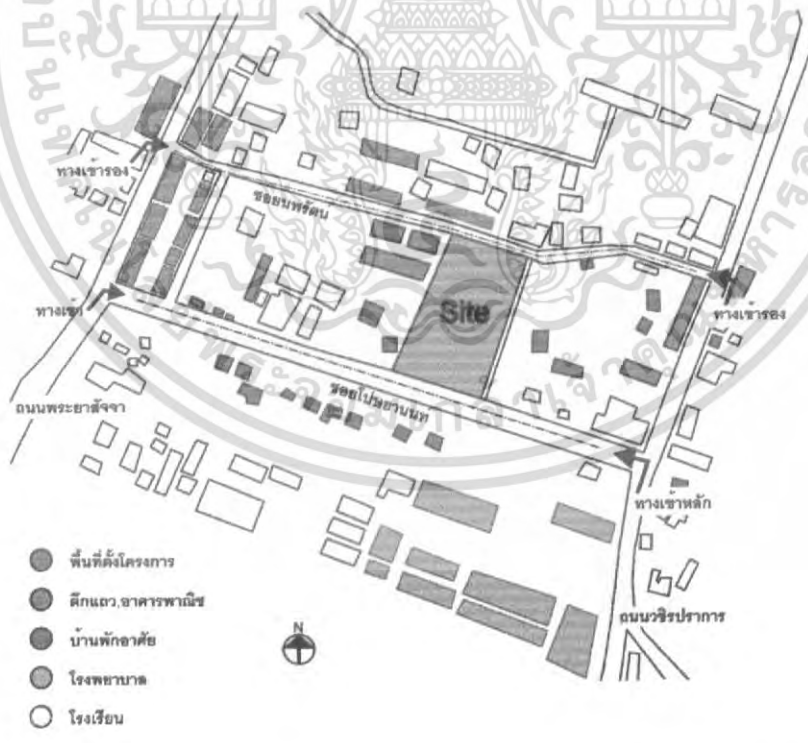 ทางเข้ารอง
ซอยนพรัตน
Site
ทางเข้ารอง
ทางเข้า
ซอยโปษยานนท
ถนนพระยาสัจจา
ทางเข้าหลัก
ถนนวชิรปราการ
พื้นที่ตั้งโครงการ
ตึกแถว,อาคารพาณิช
บ้านพักอาศัย
โรงพยาบาล
โรงเรียน
N